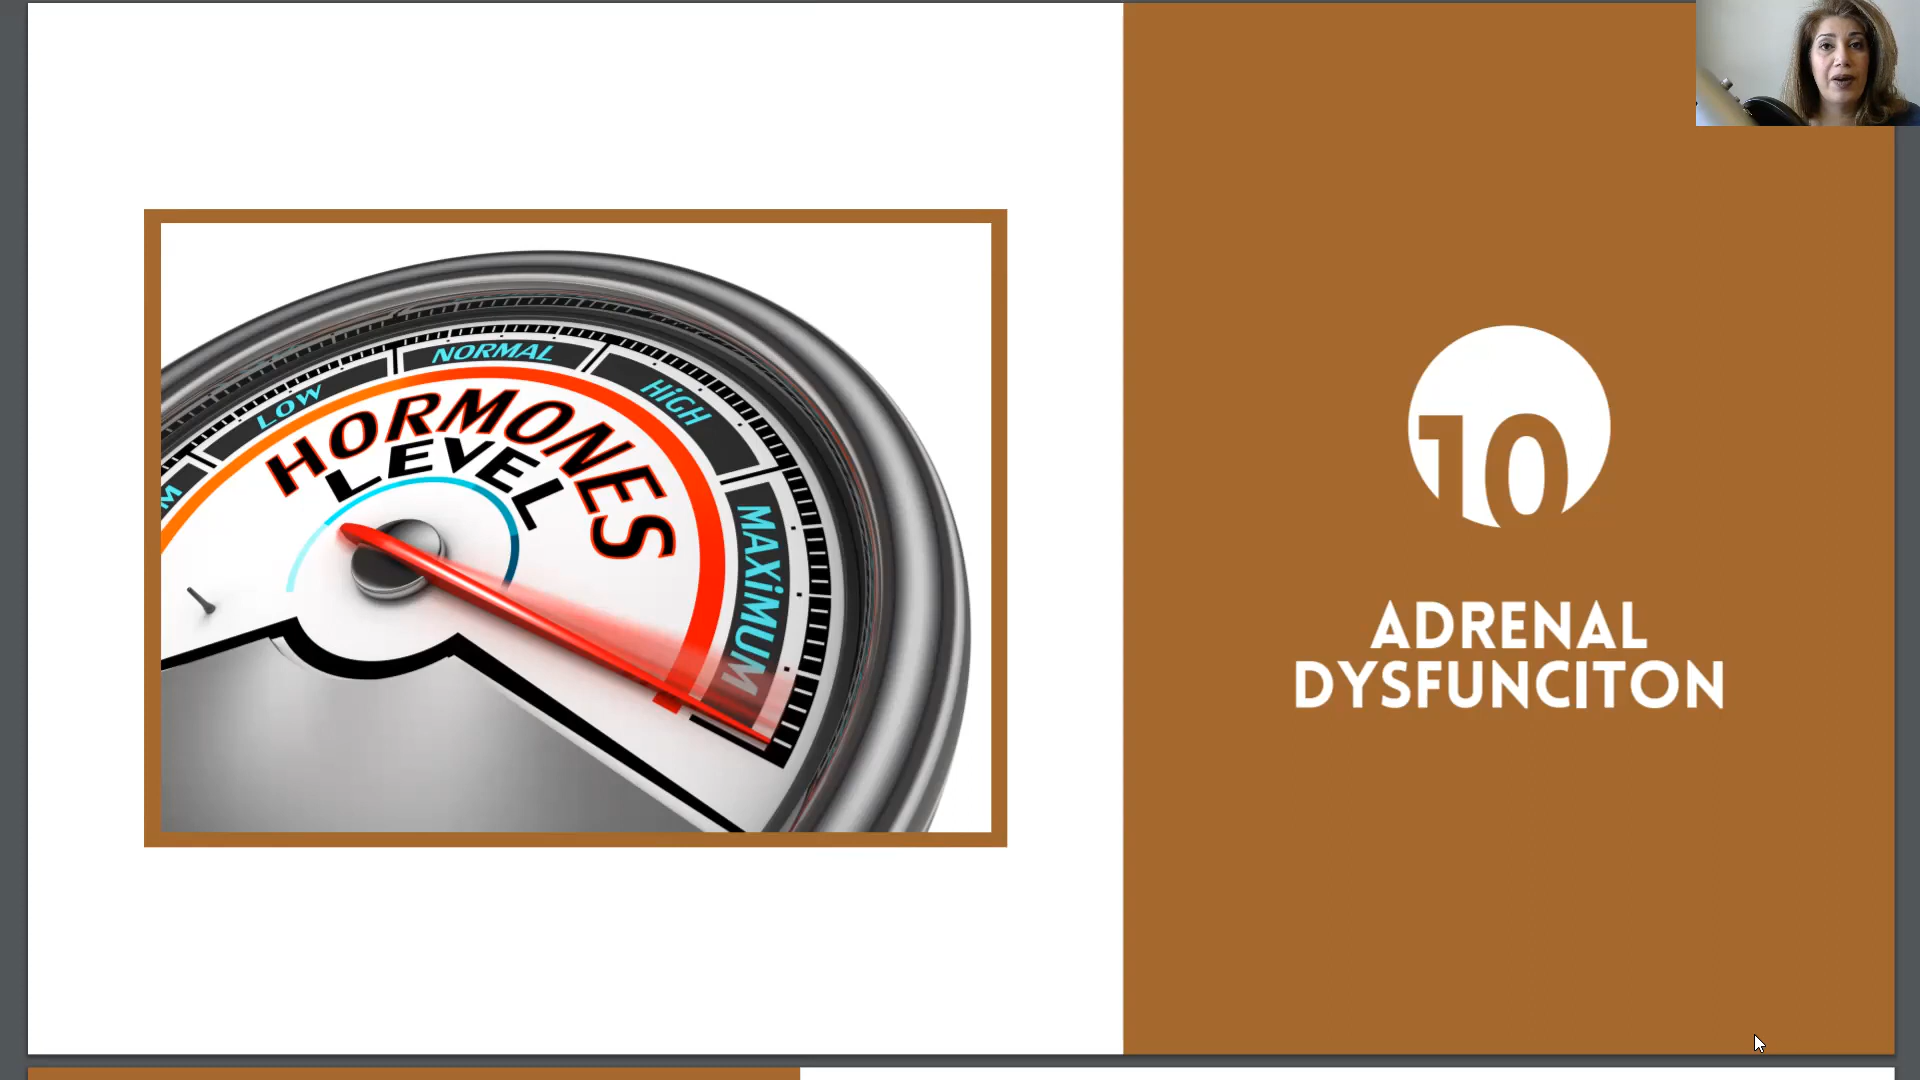 M
LOW
NORMAL
HiGH
MAXiMUM
HORMONES
LEVEL
10
ADRENAL
DYSFUNCITON